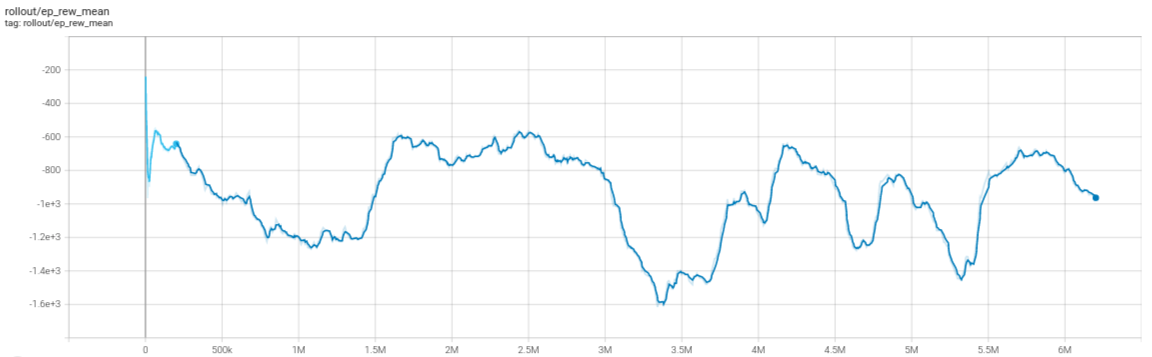 rollout/ep_rew_mean
tag: rollout/ep_rew_mean
-200
-400
-600
-800
-1e+3
-1.2e+3
-1.4e+3
-1.6e+3
0 500k 1M 1.5M 2M 2.5M 3M 3.5M 4M 4.5M 5M 5.5M 6M